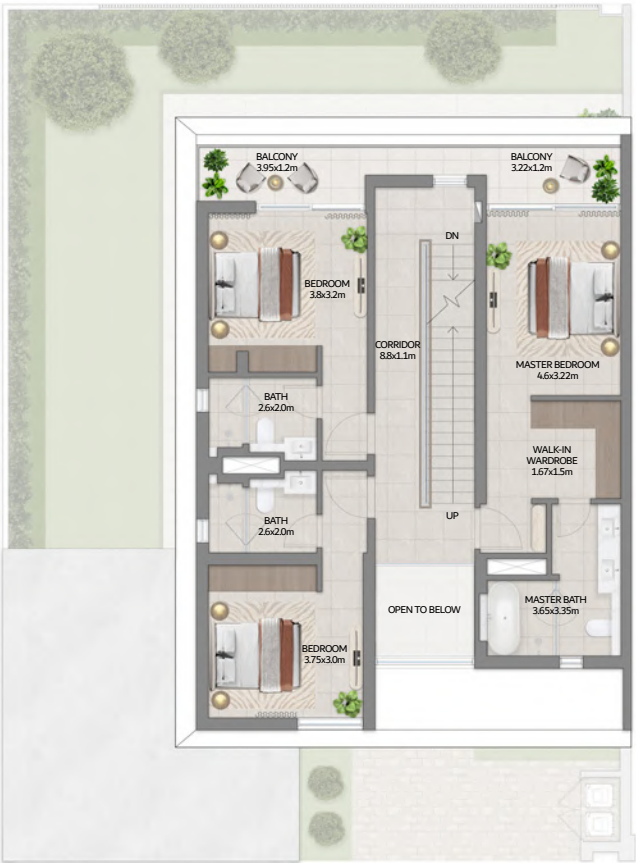 BALCONY
3.95x1.2m
BALCONY
3.22x1.2m
DN
BEDROOM
3.8x3.2m
CORRIDOR
8.8x1.1m
MASTER BEDROOM
4.6x3.22m
BATH
2.6x2.0m
WALK-IN
WARDROBE
1.67x1.5m
BATH
2.6x2.0m
UP
OPEN TO BELOW
MASTER BATH
3.65x3.35m
BEDROOM
3.75x3.0m